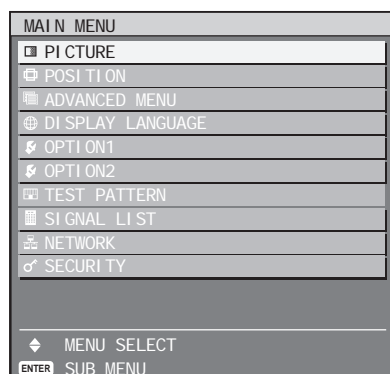 MAIN MENU
PICTURE
POSITION
ADVANCED MENU
DISPLAY LANGUAGE
OPTION1
OPTION2
TEST PATTERN
SIGNAL LIST
NETWORK
SECURITY
MENU SELECT
ENTER SUB MENU